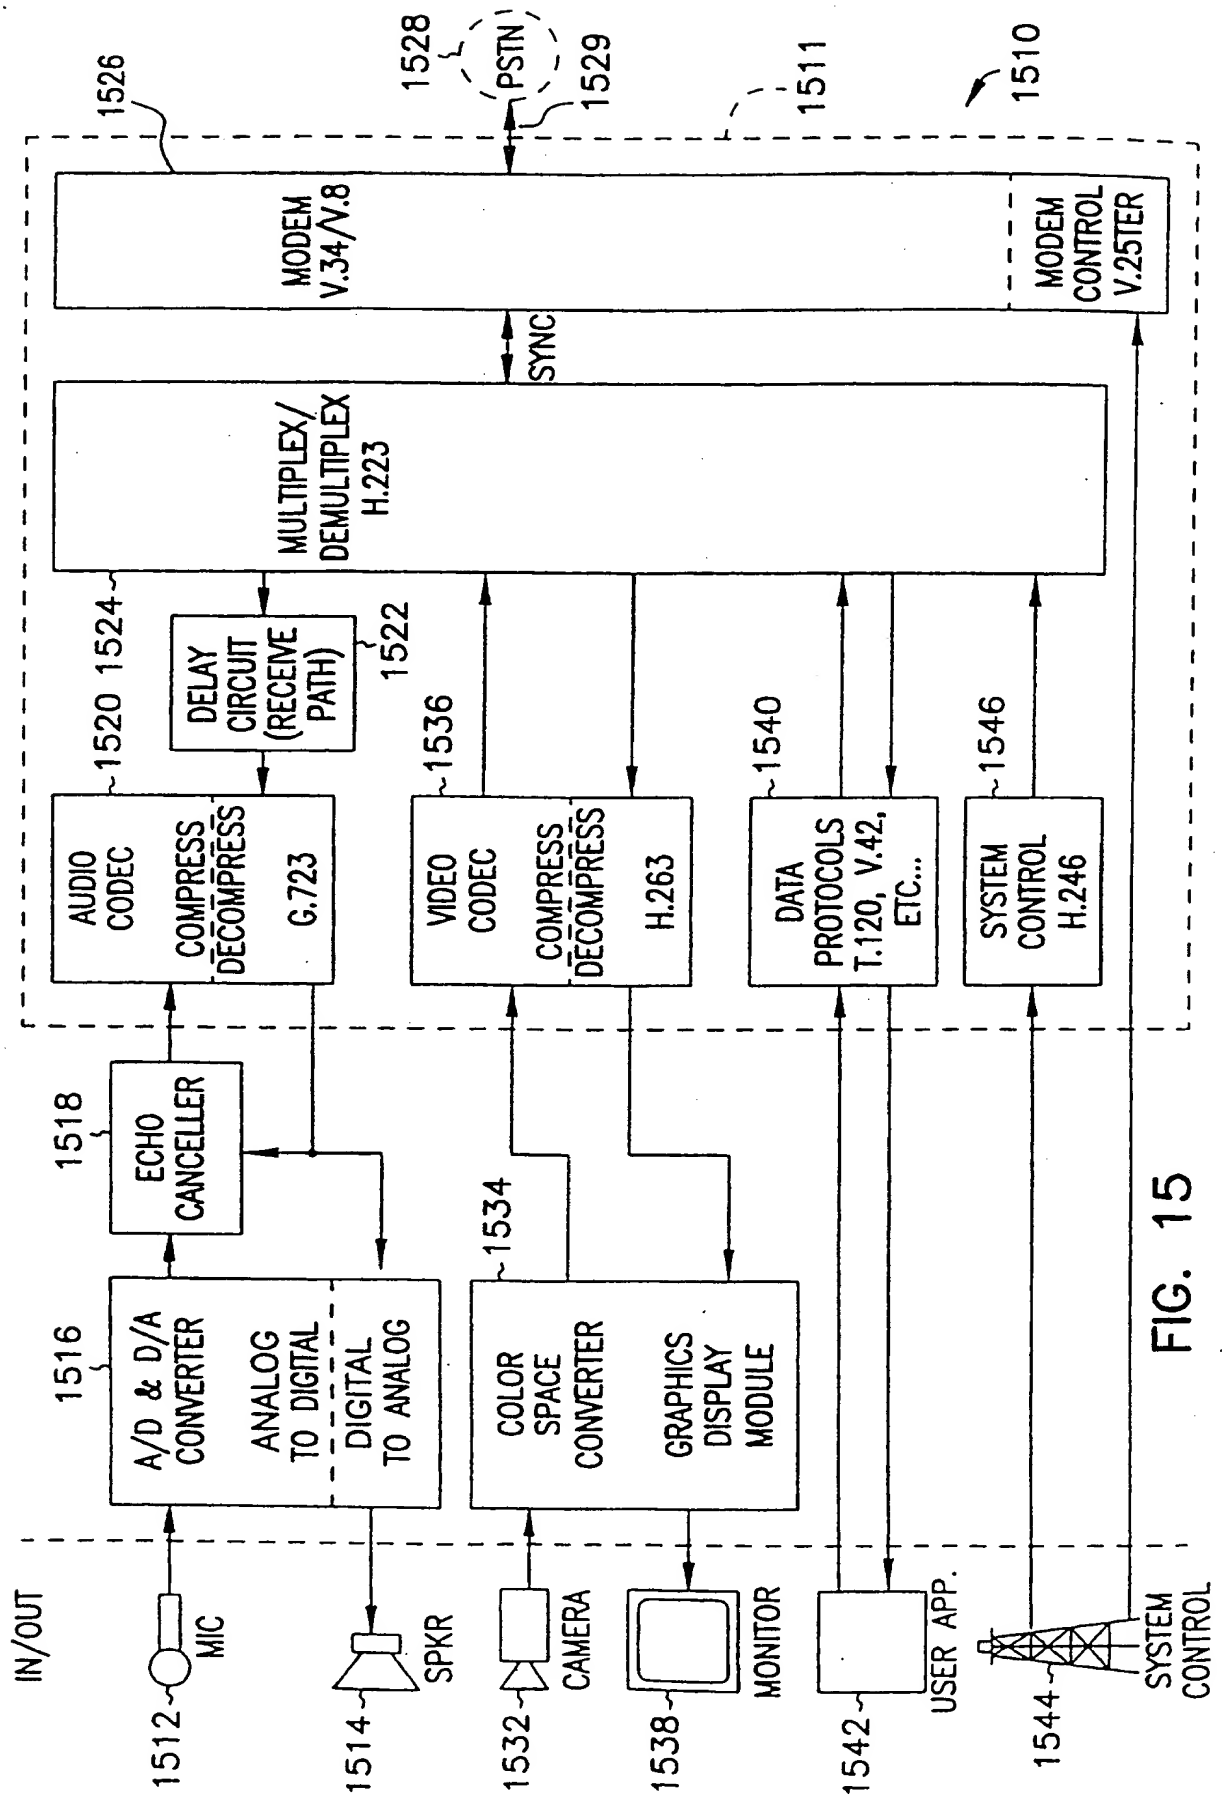 IN/OUT
1512
MIC
1514
SPKR
1532
CAMERA
1538
MONITOR
1542
USER APP.
1544
SYSTEM
CONTROL
1516
A/D & D/A
CONVERTER
ANALOG
TO DIGITAL
DIGITAL
TO ANALOG
1518
ECHO
CANCELLER
1534
COLOR
SPACE
CONVERTER
GRAPHICS
DISPLAY
MODULE
1520
AUDIO
CODEC
COMPRESS
DECOMPRESS
G.723
1522
DELAY
CIRCUIT
(RECEIVE
PATH)
1536
VIDEO
CODEC
COMPRESS
DECOMPRESS
H.263
1540
DATA
PROTOCOLS
T.120, V.42,
ETC...
1546
SYSTEM
CONTROL
H.246
1524
MULTIPLEX/
DEMULTIPLEX
H.223
SYNC
1526
MODEM
V.34/V.8
MODEM
CONTROL
V.25TER
1528
PSTN
1529
1511
1510
FIG. 15